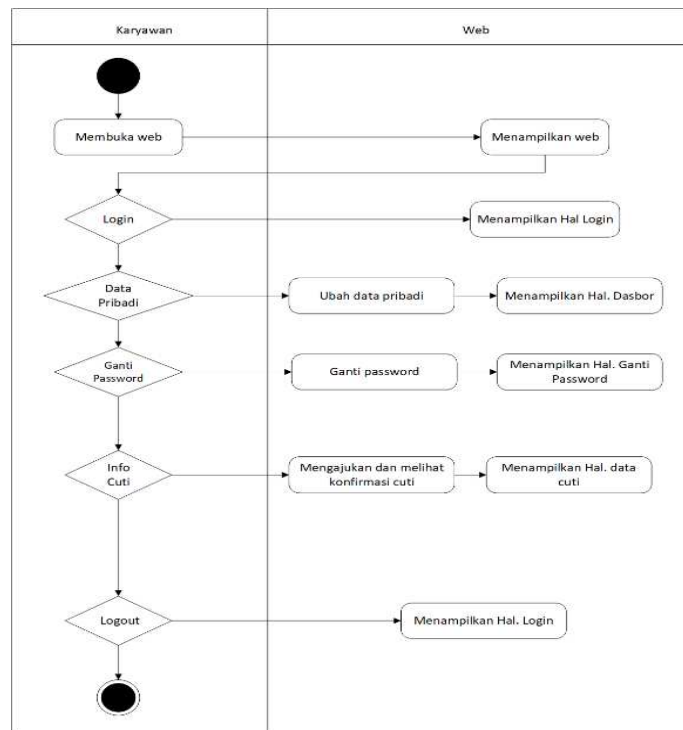 Karyawan
Web
Membuka web
Menampilkan web
Login
Menampilkan Hal Login
Data
Pribadi
Ubah data pribadi
Menampilkan Hal. Dasbor
Ganti
Password
Ganti password
Menampilkan Hal. Ganti
Password
Info
Cuti
Mengajukan dan melihat
konfirmasi cuti
Menampilkan Hal. data
cuti
Logout
Menampilkan Hal. Login